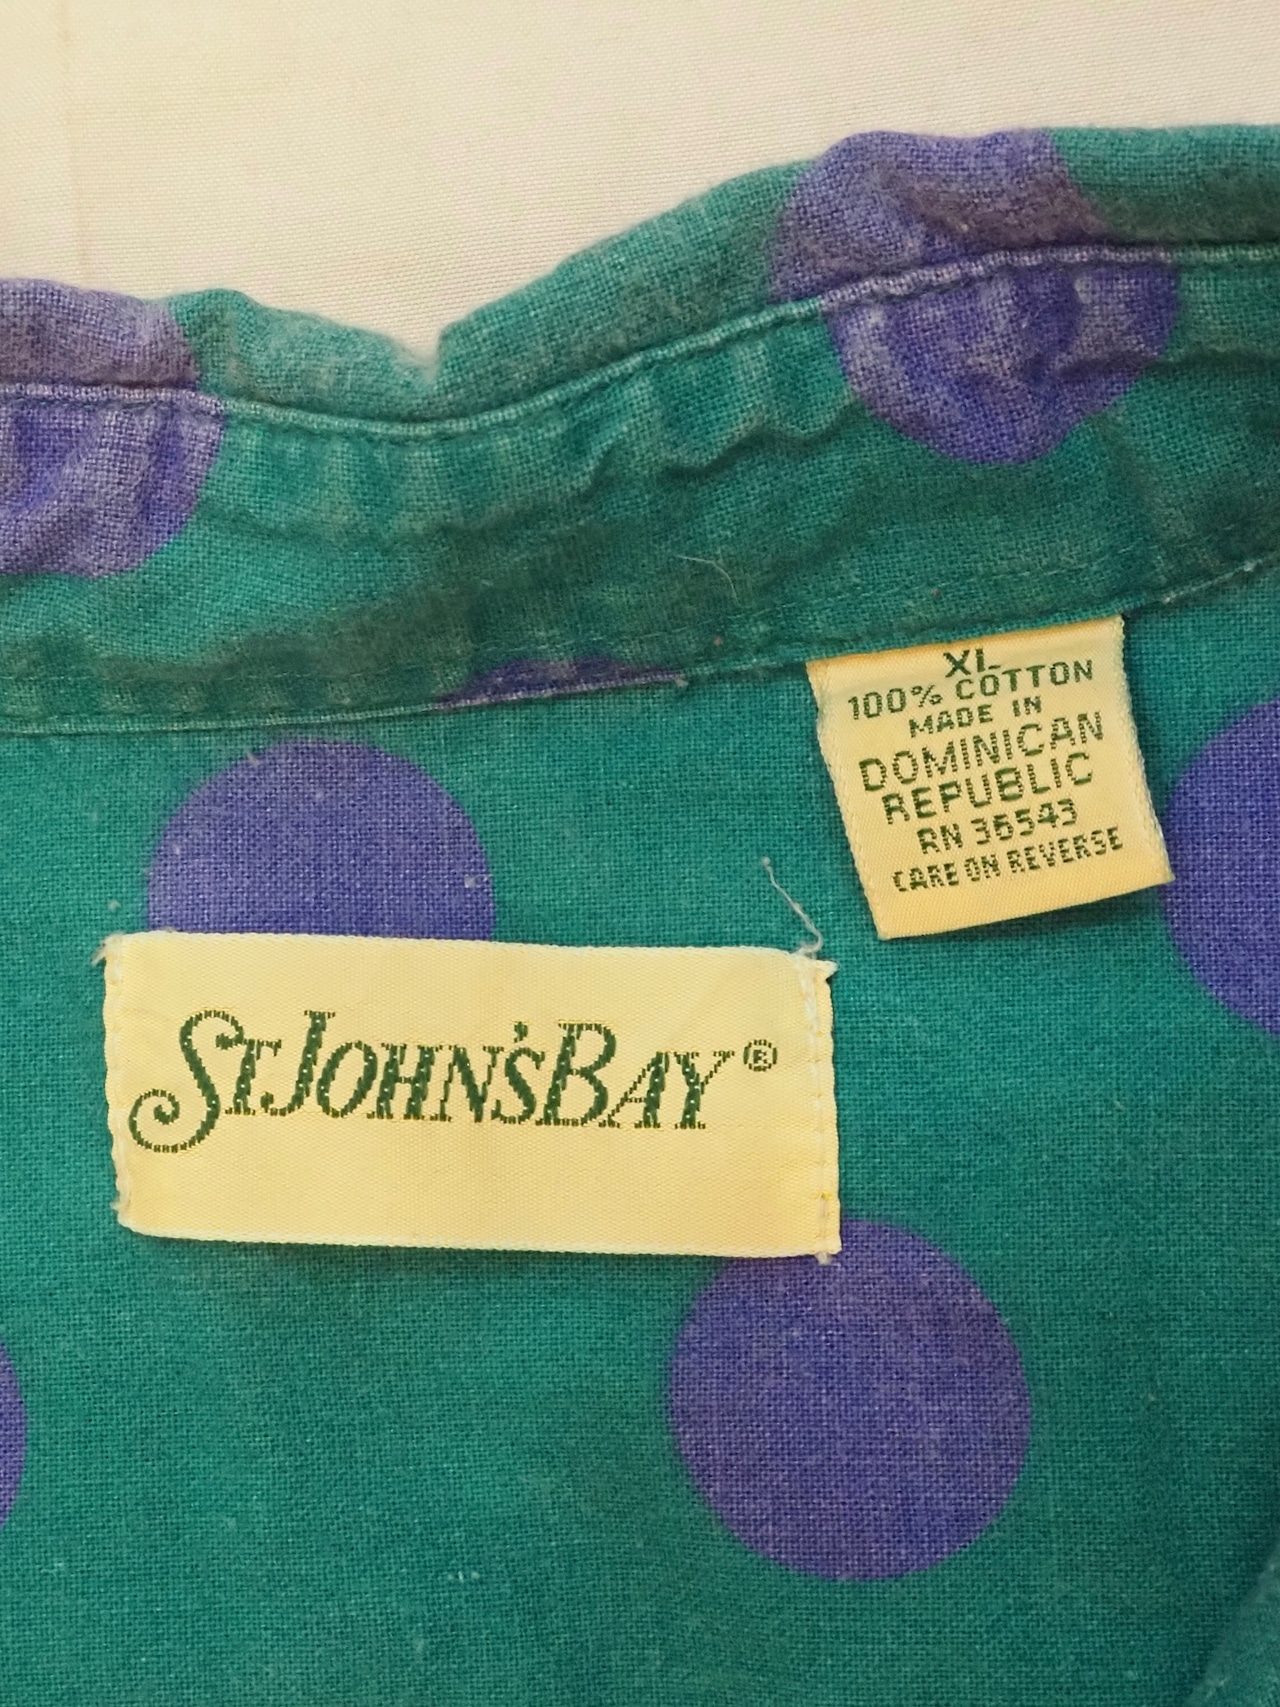 XL
100% COTTON
MADE IN
DOMINICAN
REPUBLIC
RN 36543
CARE ON REVERSE
ST. JOHN'S BAY®